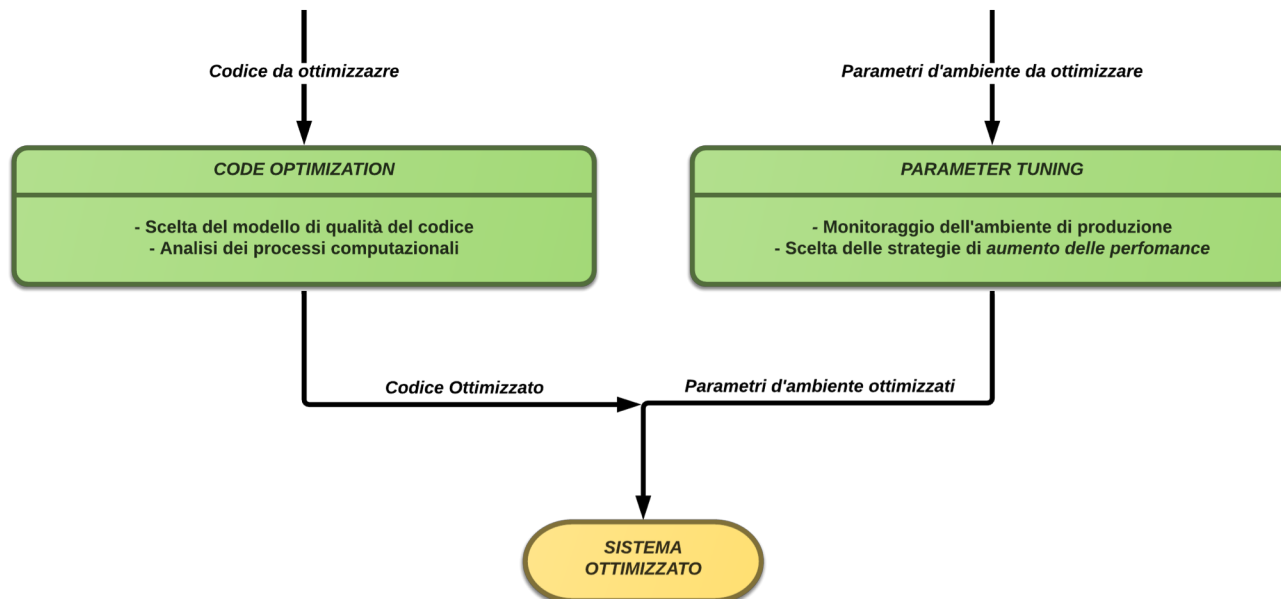 Codice da ottimizzazre
Parametri d'ambiente da ottimizzare
CODE OPTIMIZATION
- Scelta del modello di qualità del codice
- Analisi dei processi computazionali
PARAMETER TUNING
- Monitoraggio dell'ambiente di produzione
- Scelta delle strategie di aumento delle perfomance
Codice Ottimizzato
Parametri d'ambiente ottimizzati
SISTEMA
OTTIMIZZATO